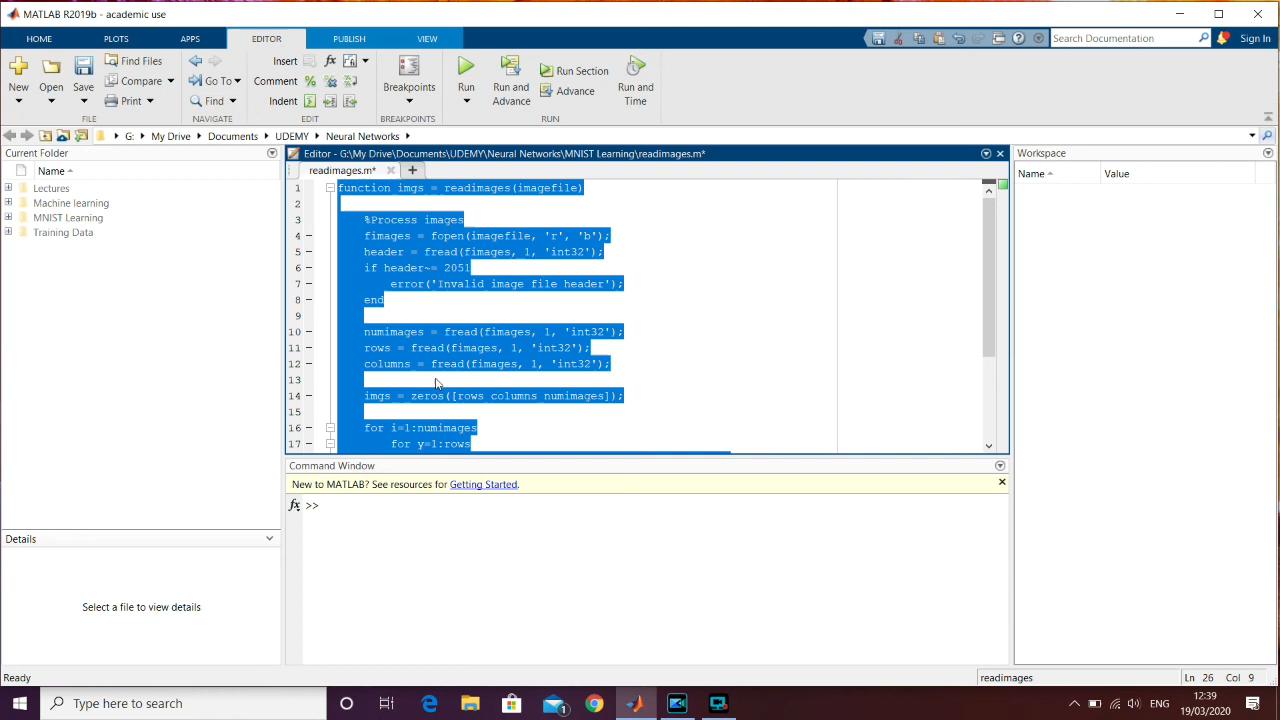 MATLAB R2019b - academic use
HOME PLOTS APPS EDITOR PUBLISH VIEW Search Documentation Sign In
New Open Save Find Files Compare Print
Go To Find
Insert fx
Comment
Indent
Breakpoints
Run Run and Advance Run Section Advance Run and Time
FILE NAVIGATE EDIT BREAKPOINTS RUN
G: My Drive Documents UDEMY Neural Networks
Current Folder
Name
Lectures
Machine learning
MNIST Learning
Training Data
Details
Select a file to view details
Editor - G:\My Drive\Documents\UDEMY\Neural Networks\MNIST Learning\readimages.m*
readimages.m*
1 function imgs = readimages(imagefile)
2
3 %Process images
4 fimages = fopen(imagefile, 'r', 'b');
5 header = fread(fimages, 1, 'int32');
6 if header~= 2051
7 error('Invalid image file header');
8 end
9
10 numimages = fread(fimages, 1, 'int32');
11 rows = fread(fimages, 1, 'int32');
12 columns = fread(fimages, 1, 'int32');
13
14 imgs = zeros([rows columns numimages]);
15
16 for i=1:numimages
17 for y=1:rows
Command Window
New to MATLAB? See resources for Getting Started.
fx >>
Workspace
Name Value
Ready readimages Ln 26 Col 9
Type here to search
1
ENG
12:39
19/03/2020